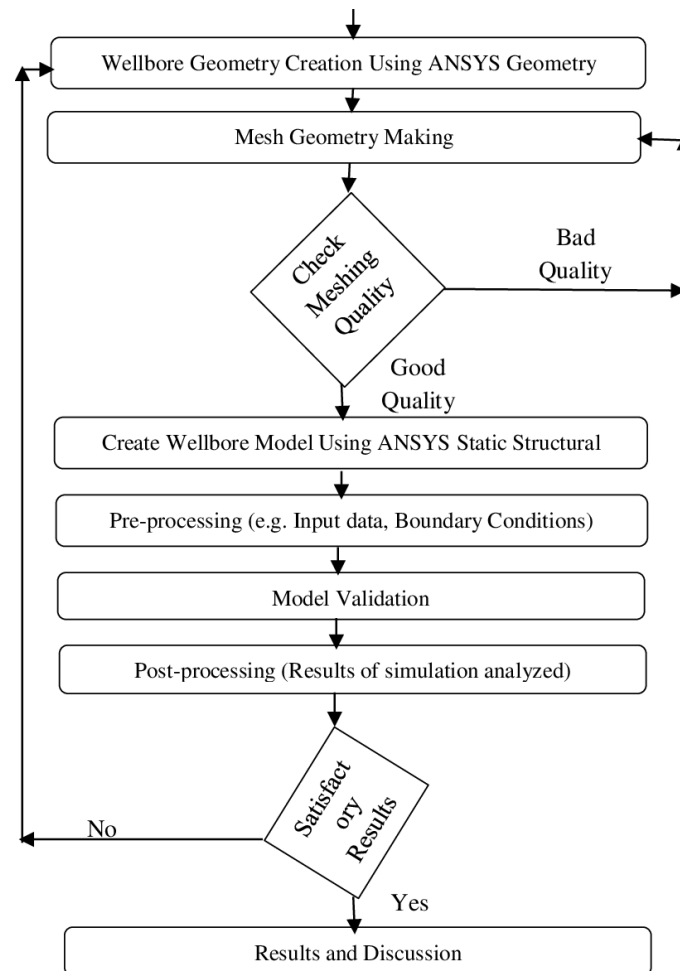 Wellbore Geometry Creation Using ANSYS Geometry
Mesh Geometry Making
Check
Meshing
Quality
Bad
Quality
Good
Quality
Create Wellbore Model Using ANSYS Static Structural
Pre-processing (e.g. Input data, Boundary Conditions)
Model Validation
Post-processing (Results of simulation analyzed)
Satisfact
ory
Results
No
Yes
Results and Discussion